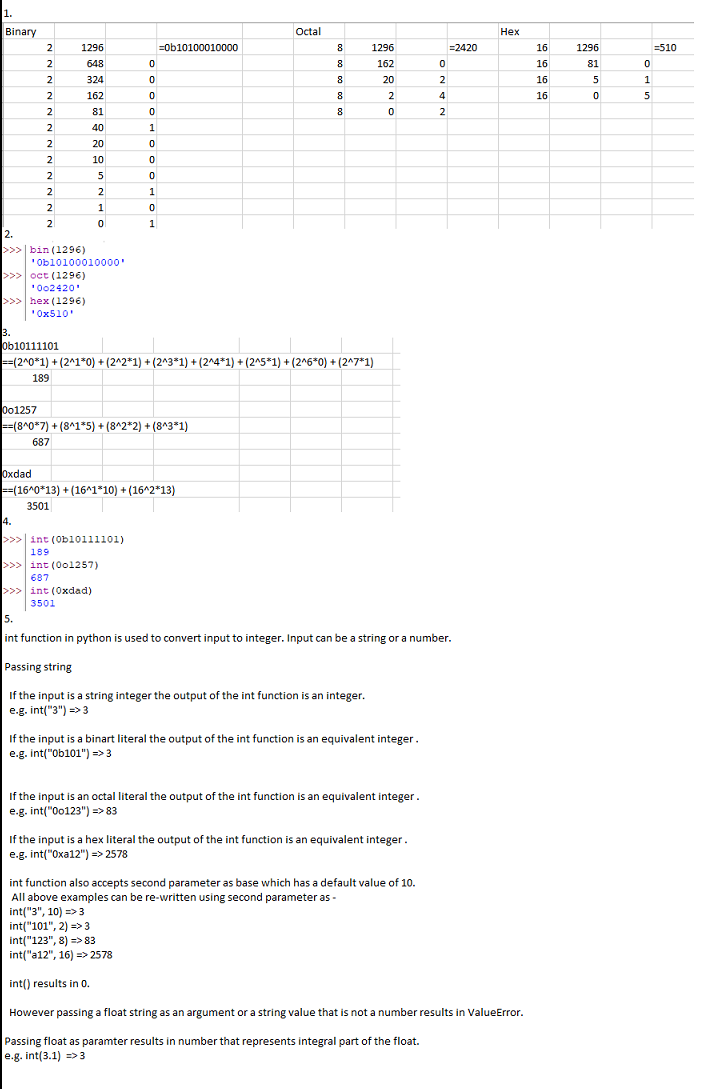 1.
Binary Octal Hex
2 1296 =0b10100010000 8 1296 =2420 16 1296 =510
2 648 0 8 162 0 16 81 0
2 324 0 8 20 2 16 5 1
2 162 0 8 2 4 16 0 5
2 81 0 8 0 2
2 40 1
2 20 0
2 10 0
2 5 0
2 2 1
2 1 0
2 0 1
2.
>>> bin(1296)
'0b10100010000'
>>> oct(1296)
'0o2420'
>>> hex(1296)
'0x510'
3.
0b10111101
==(2^0*1) + (2^1*0) + (2^2*1) + (2^3*1) + (2^4*1) + (2^5*1) + (2^6*0) + (2^7*1)
189
0o1257
==(8^0*7) + (8^1*5) + (8^2*2) + (8^3*1)
687
0xdad
==(16^0*13) + (16^1*10) + (16^2*13)
3501
4.
>>> int(0b10111101)
189
>>> int(0o1257)
687
>>> int(0xdad)
3501
5.
int function in python is used to convert input to integer. Input can be a string or a number.
Passing string
If the input is a string integer the output of the int function is an integer.
e.g. int("3") => 3
If the input is a binart literal the output of the int function is an equivalent integer .
e.g. int("0b101") => 3
If the input is an octal literal the output of the int function is an equivalent integer .
e.g. int("0o123") => 83
If the input is a hex literal the output of the int function is an equivalent integer .
e.g. int("0xa12") => 2578
int function also accepts second parameter as base which has a default value of 10.
All above examples can be re-written using second parameter as -
int("3", 10) => 3
int("101", 2) => 3
int("123", 8) => 83
int("a12", 16) => 2578
int() results in 0.
However passing a float string as an argument or a string value that is not a number results in ValueError.
Passing float as paramter results in number that represents integral part of the float.
e.g. int(3.1) => 3